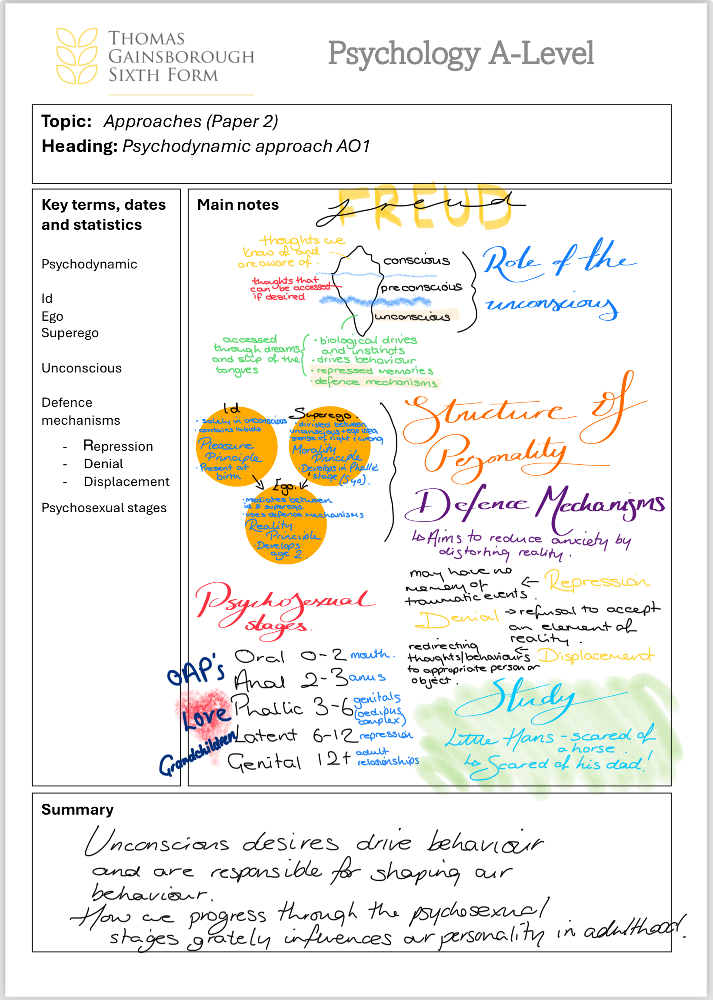 THOMAS
GAINSBOROUGH
SIXTH FORM
Psychology A-Level
Topic: Approaches (Paper 2)
Heading: Psychodynamic approach AO1
Key terms, dates
and statistics
Psychodynamic
Id
Ego
Superego
Unconscious
Defence
mechanisms
- Repression
- Denial
- Displacement
Psychosexual stages
Main notes
FREUD
freud
thoughts we
know of and
are aware of.
conscious
thoughts that
can be accessed
if desired
preconscious
unconscious
Role of the
unconscious
accessed
through dreams
and slip of the
tongues
• biological drives
and instincts
• drives behaviour
• repressed memories
• defence mechanisms
Id
• solely in unconscious
• contains labido
Pleasure
Principle
• Present at
birth
Superego.
• divided between
unconscious + ego idea
• sense of right + wrong
Morality
Principle
• Develops in Phallic
stage (5yo).
Ego.
• mediates between
id & superego.
• uses defence mechanisms
Reality
Principle
• Develops
age 2.
Structure of
Personality
Defence Mechanisms
↳ Aims to reduce anxiety by
distorting reality.
may have no
memory of
traumatic events.
← Repression
Denial → refusal to accept
an element of
reality.
redirecting
thoughts/behaviours
to appropriate person or
object.
← Displacement
Psychosexual
stages.
OAP's
Love
Grandchildren
Oral 0-2 mouth.
Anal 2-3 anus
Phallic 3-6 genitals
(oedipus
complex)
Latent 6-12 repression
Genital 12+ adult
relationships
Study
Little Hans - scared of
a horse.
↳ Scared of his dad!
Summary
Unconscious desires drive behaviour
and are responsible for shaping our
behaviour.
How we progress through the psychosexual
stages grately influences our personality in adulthood.